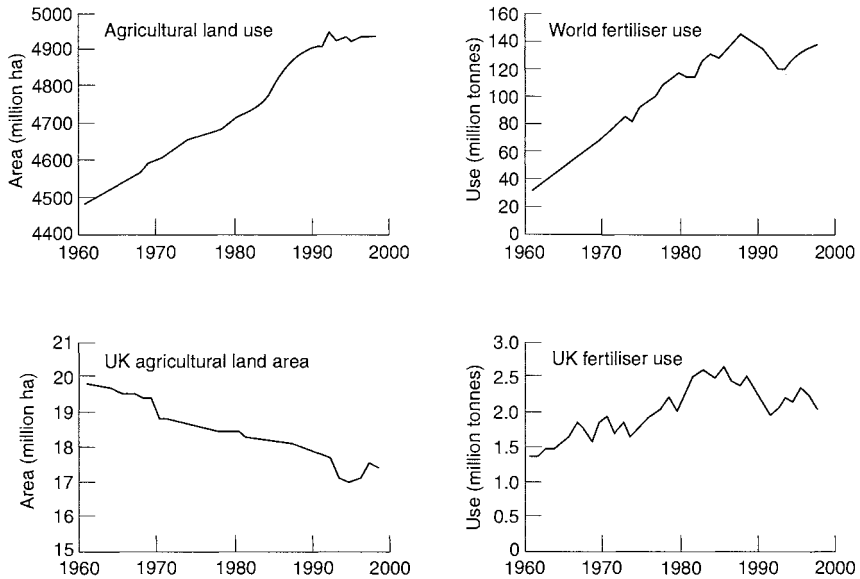 Agricultural land use
Area (million ha)
5000
4900
4800
4700
4600
4500
4400
1960 1970 1980 1990 2000
World fertiliser use
Use (million tonnes)
160
140
120
100
80
60
40
20
0
1960 1970 1980 1990 2000
UK agricultural land area
Area (million ha)
21
20
19
18
17
16
15
1960 1970 1980 1990 2000
UK fertiliser use
Use (million tonnes)
3.0
2.5
2.0
1.5
1.0
0.5
0
1960 1970 1980 1990 2000